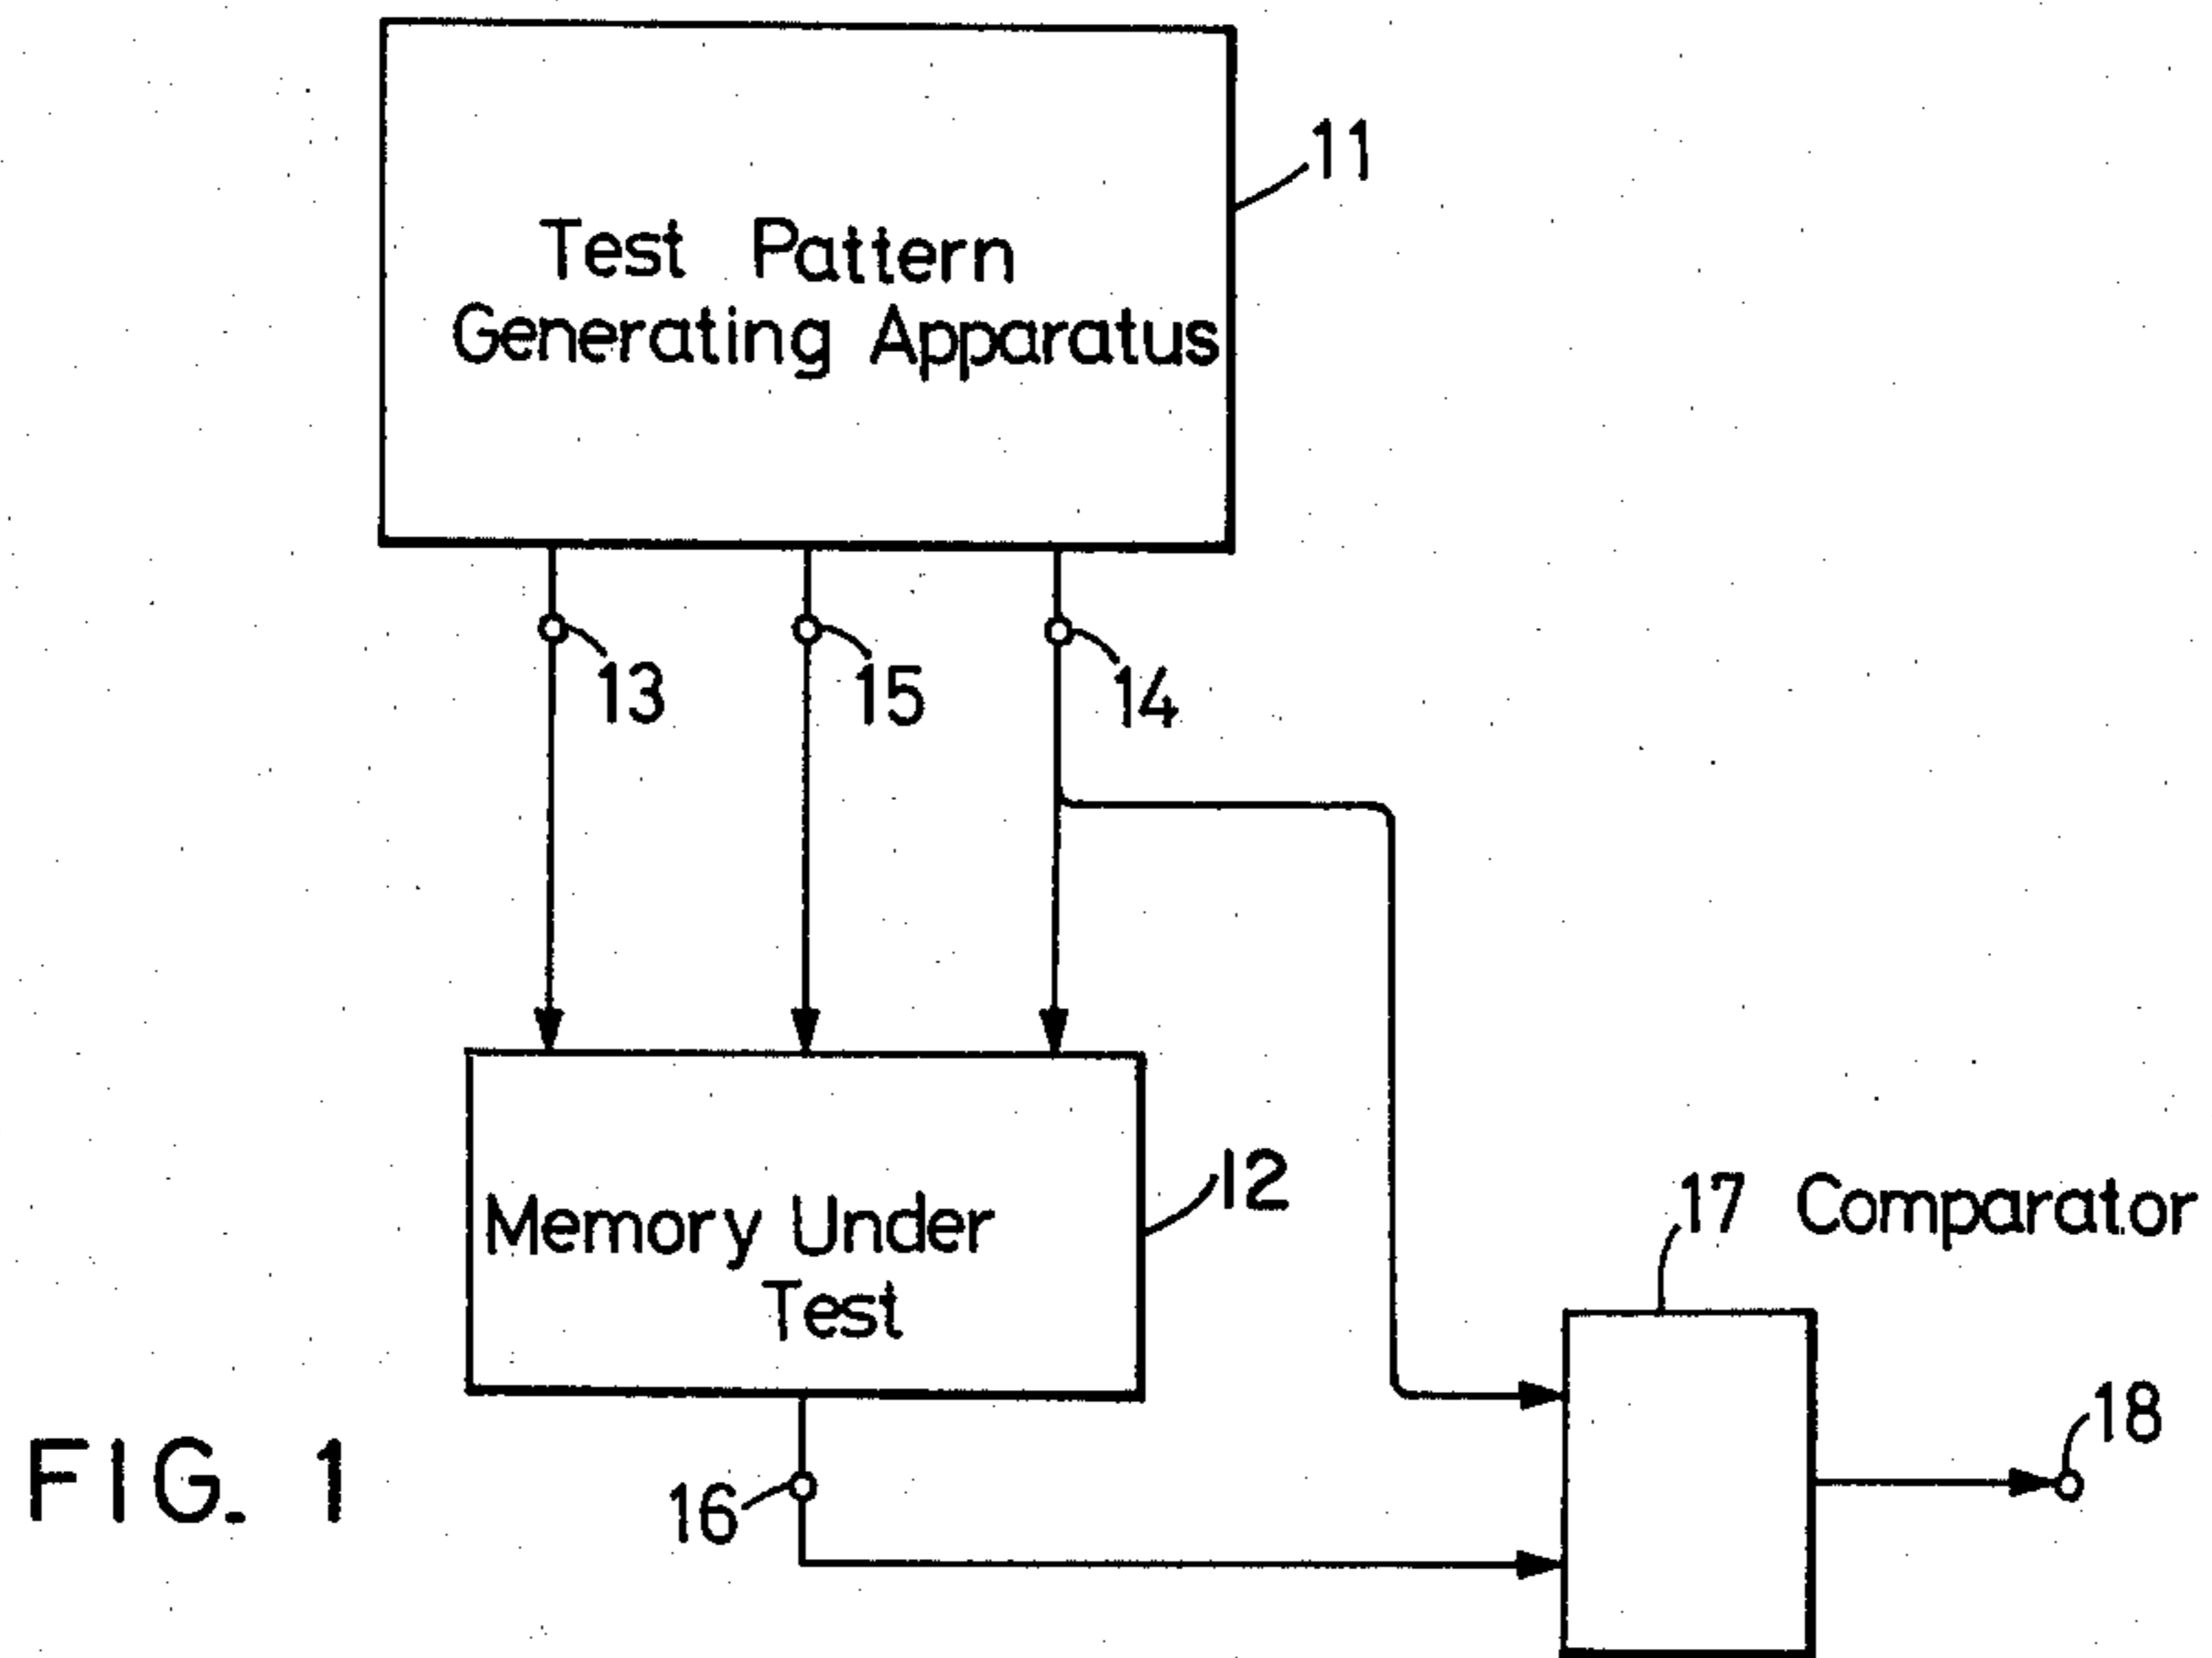 11
Test Pattern
Generating Apparatus
13
15
14
12
Memory Under
Test
17 Comparator
18
16
FIG. 1